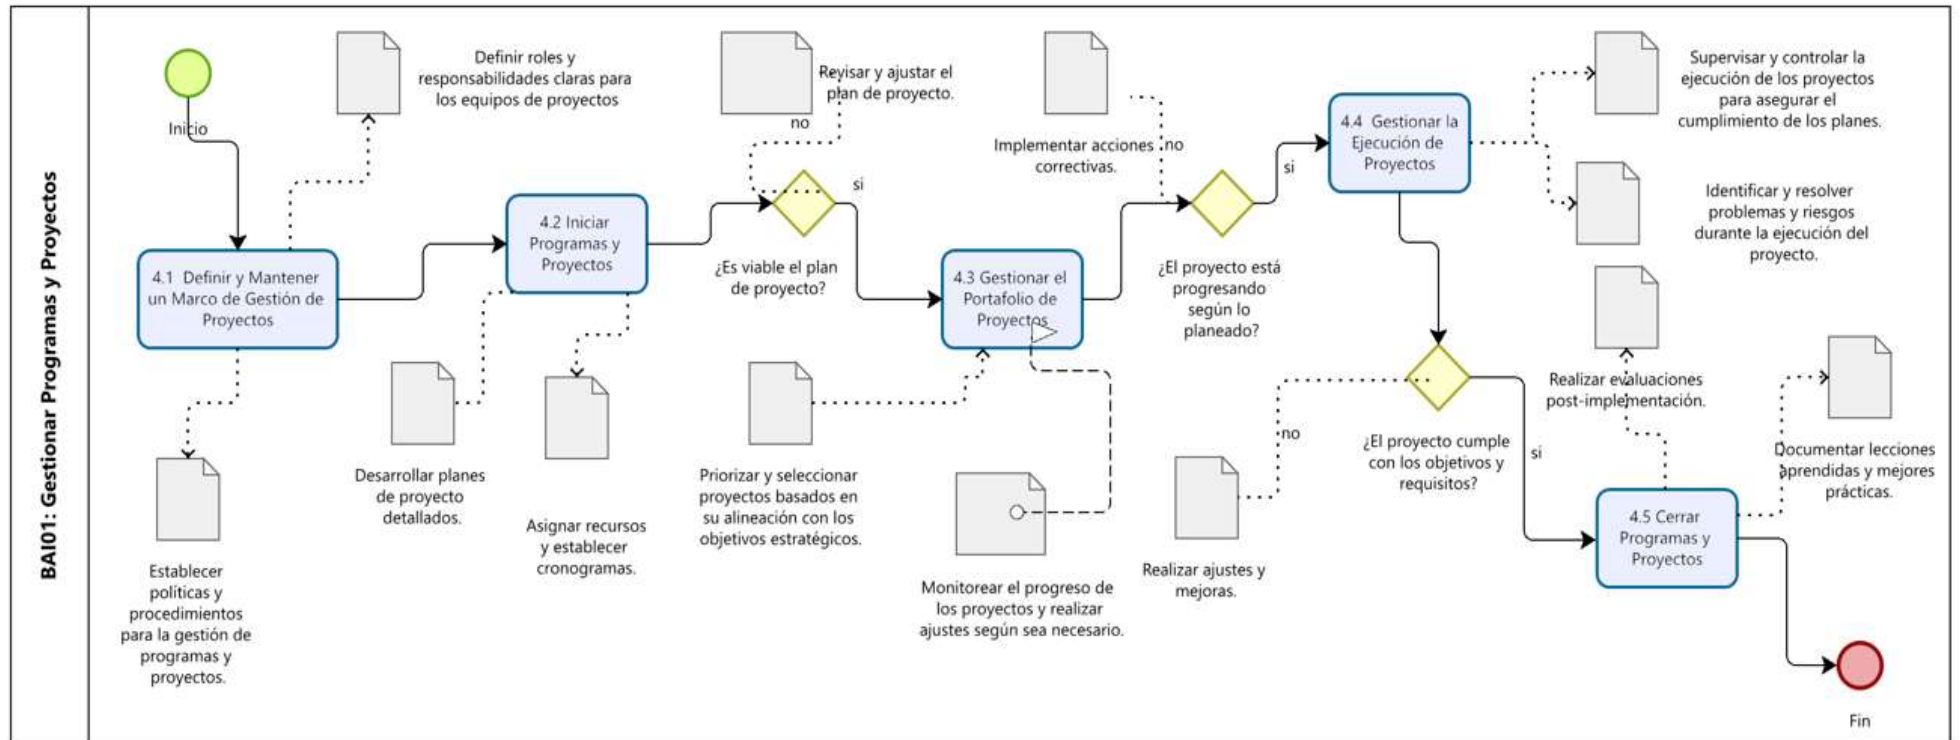 BAI01: Gestionar Programas y Proyectos
Inicio
Definir roles y
responsabilidades claras para
los equipos de proyectos
4.1 Definir y Mantener
un Marco de Gestión de
Proyectos
Establecer
políticas y
procedimientos
para la gestión de
programas y
proyectos.
4.2 Iniciar
Programas y
Proyectos
Desarrollar planes
de proyecto
detallados.
Asignar recursos
y establecer
cronogramas.
Revisar y ajustar el
plan de proyecto.
no
si
¿Es viable el plan
de proyecto?
4.3 Gestionar el
Portafolio de
Proyectos
Priorizar y seleccionar
proyectos basados en
su alineación con los
objetivos estratégicos.
Monitorear el progreso de
los proyectos y realizar
ajustes según sea necesario.
Implementar acciones
correctivas.
no
si
¿El proyecto está
progresando
según lo
planeado?
4.4 Gestionar la
Ejecución de
Proyectos
Supervisar y controlar la
ejecución de los proyectos
para asegurar el
cumplimiento de los planes.
Identificar y resolver
problemas y riesgos
durante la ejecución del
proyecto.
no
Realizar ajustes y
mejoras.
¿El proyecto cumple
con los objetivos y
requisitos?
si
Realizar evaluaciones
post-implementación.
Documentar lecciones
aprendidas y mejores
prácticas.
4.5 Cerrar
Programas y
Proyectos
Fin